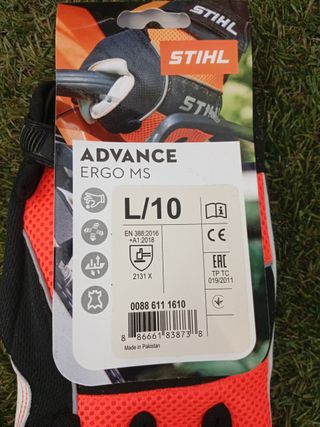 STIHL
STIHL
ADVANCE
ERGO MS
L/10
EN 388:2016
+A1:2018
2131 X
CE
EAC
TP TC
019/2011
0088 611 1610
8 86661 83873 8
Made in Pakistan